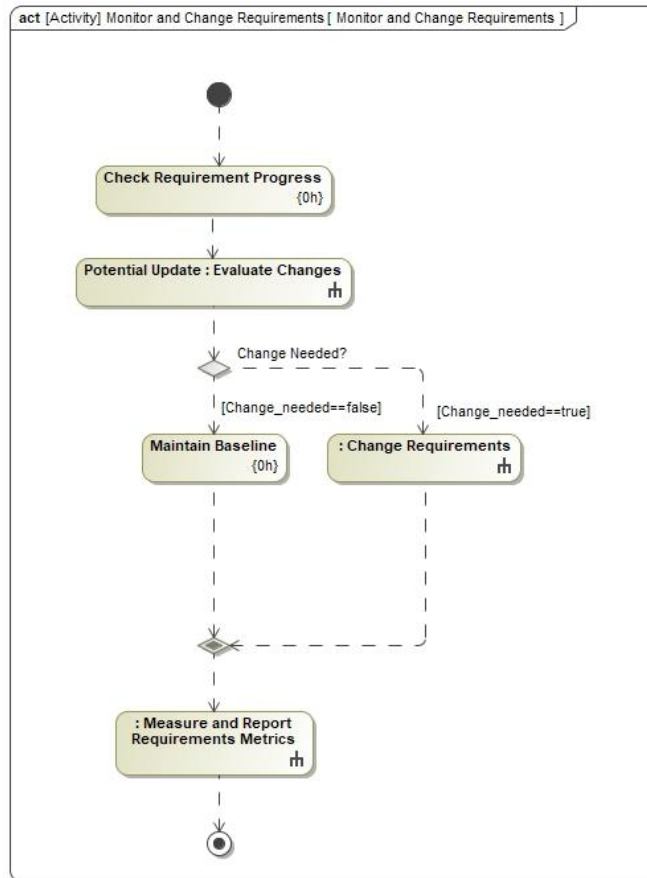 act [Activity] Monitor and Change Requirements [ Monitor and Change Requirements ]
Check Requirement Progress
{0h}
Potential Update : Evaluate Changes
Change Needed?
[Change_needed==false]
[Change_needed==true]
Maintain Baseline
{0h}
: Change Requirements
: Measure and Report
Requirements Metrics